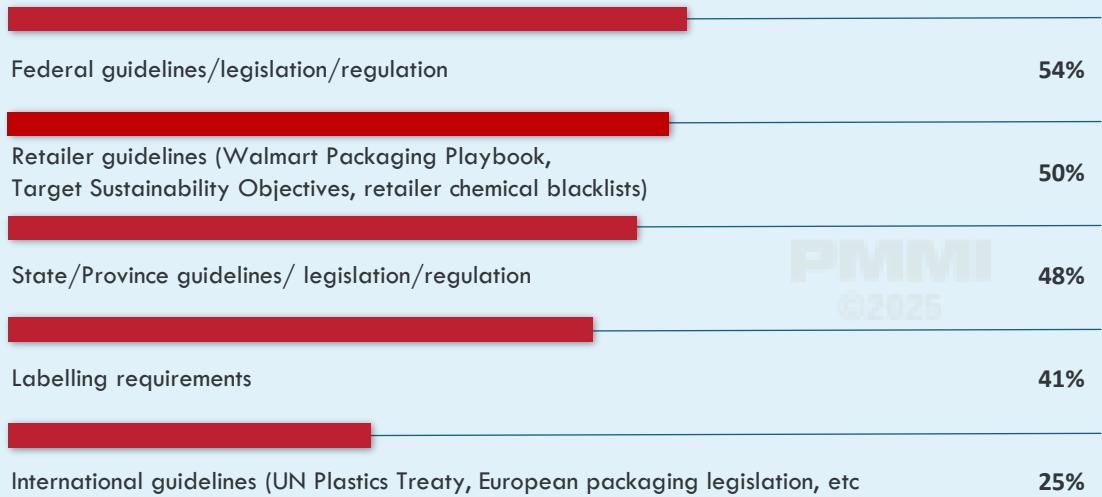 Federal guidelines/legislation/regulation 54%
Retailer guidelines (Walmart Packaging Playbook,
Target Sustainability Objectives, retailer chemical blacklists) 50%
State/Province guidelines/ legislation/regulation 48%
PMMI
©2025
Labelling requirements 41%
International guidelines (UN Plastics Treaty, European packaging legislation, etc 25%